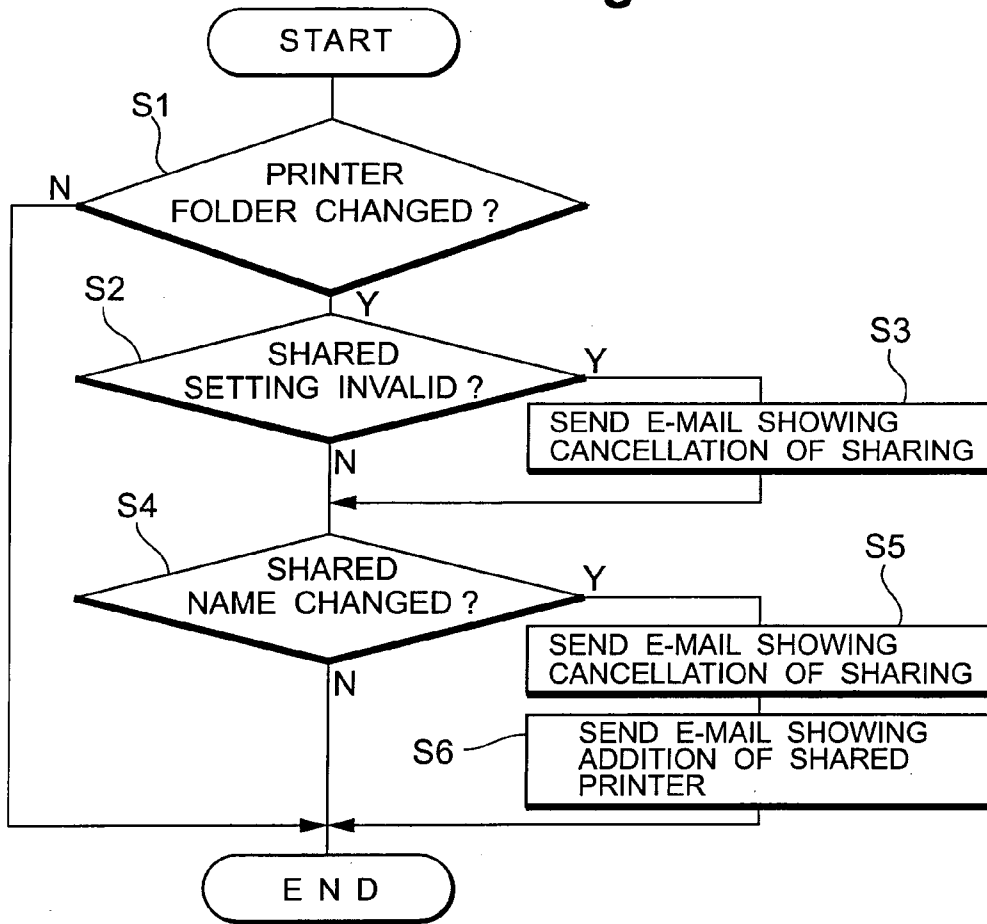 START
S1
PRINTER
N
FOLDER CHANGED ?
S2
Y
SHARED
Y
S3
SETTING INVALID ?
SEND E-MAIL SHOWING
CANCELLATION OF SHARING
N
S4
SHARED
Y
S5
NAME CHANGED ?
SEND E-MAIL SHOWING
CANCELLATION OF SHARING
N
S6
SEND E-MAIL SHOWING
ADDITION OF SHARED
PRINTER
END